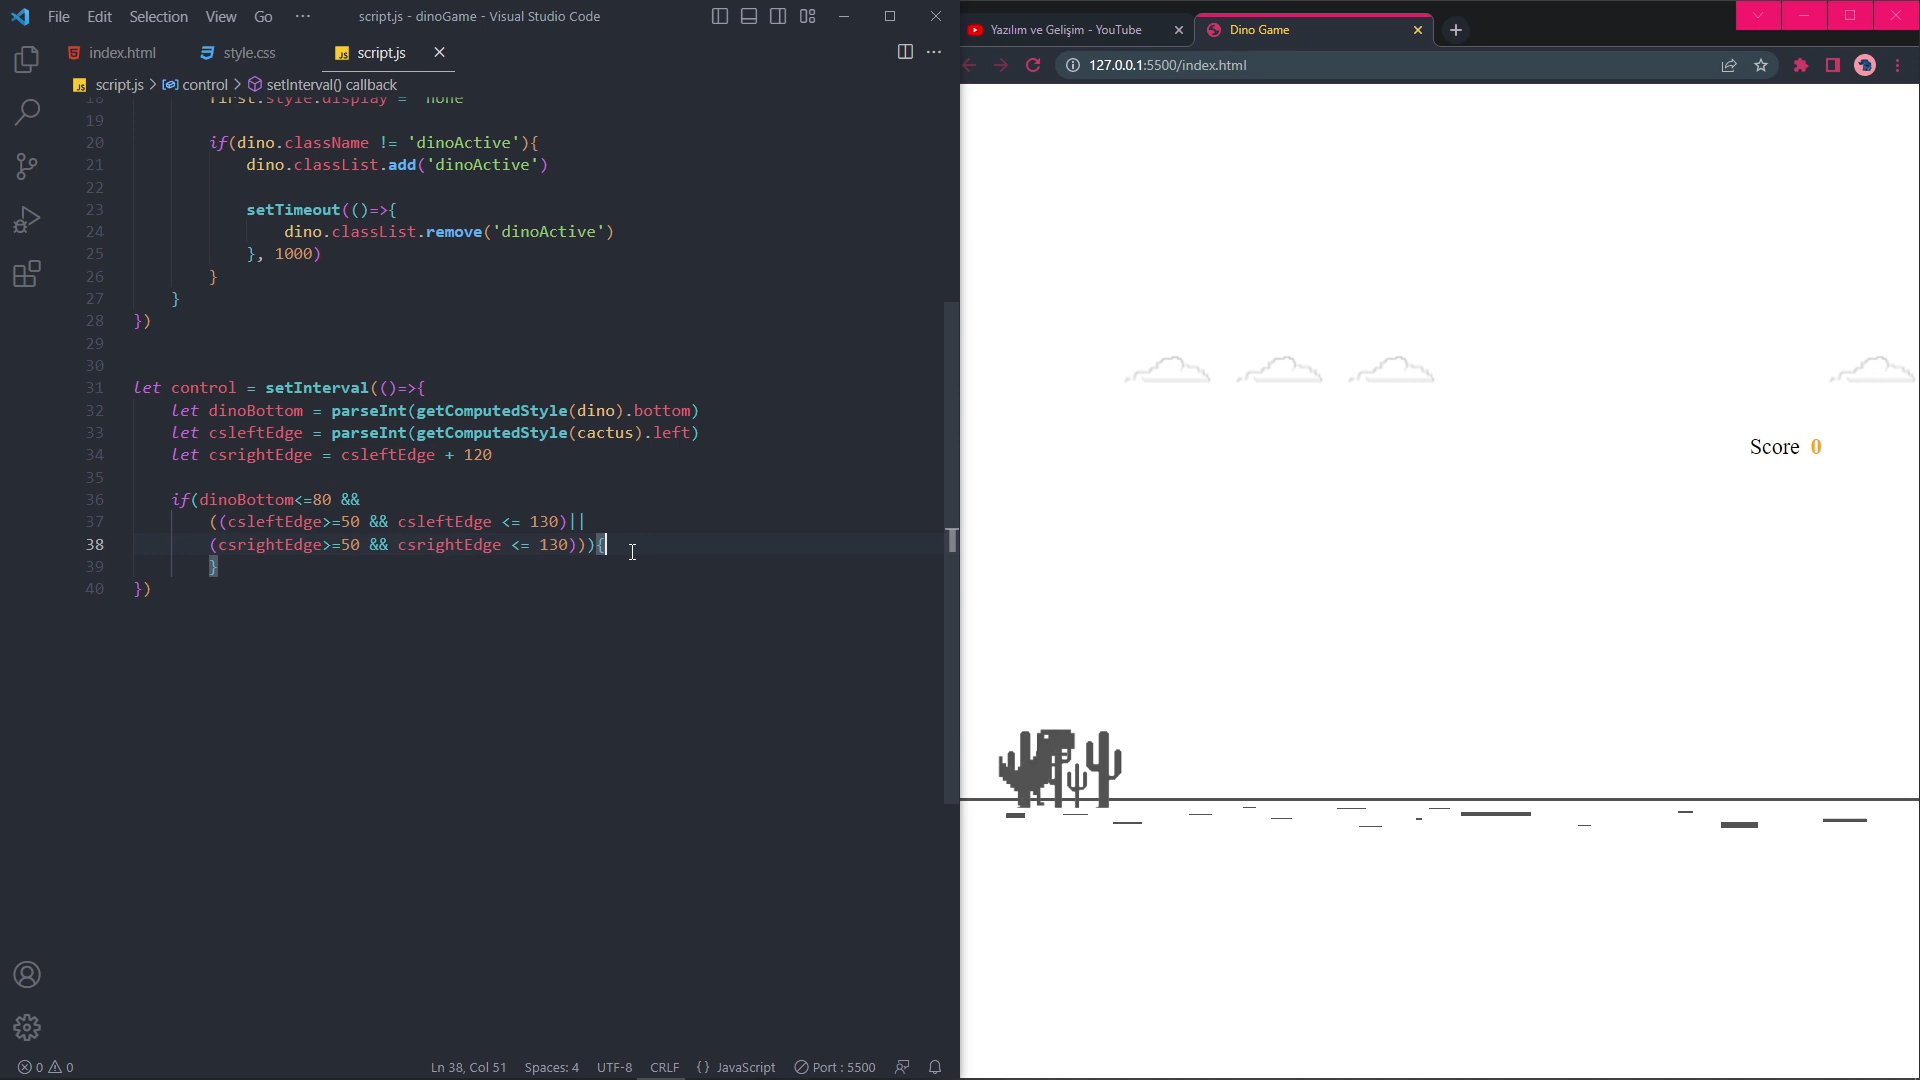 File Edit Selection View Go ··· script.js - dinoGame - Visual Studio Code
index.html style.css script.js
script.js > control > setInterval() callback
18 first.style.display = 'none'
19
20 if(dino.className != 'dinoActive'){
21 dino.classList.add('dinoActive')
22
23 setTimeout(()=>{
24 dino.classList.remove('dinoActive')
25 }, 1000)
26 }
27 }
28 })
29
30
31 let control = setInterval(()=>{
32 let dinoBottom = parseInt(getComputedStyle(dino).bottom)
33 let csleftEdge = parseInt(getComputedStyle(cactus).left)
34 let csrightEdge = csleftEdge + 120
35
36 if(dinoBottom<=80 &&
37 ((csleftEdge>=50 && csleftEdge <= 130)||
38 (csrightEdge>=50 && csrightEdge <= 130))){
39 }
40 })
0 0 Ln 38, Col 51 Spaces: 4 UTF-8 CRLF {} JavaScript Port : 5500
Yazılım ve Gelişim - YouTube Dino Game
127.0.0.1:5500/index.html
Score 0